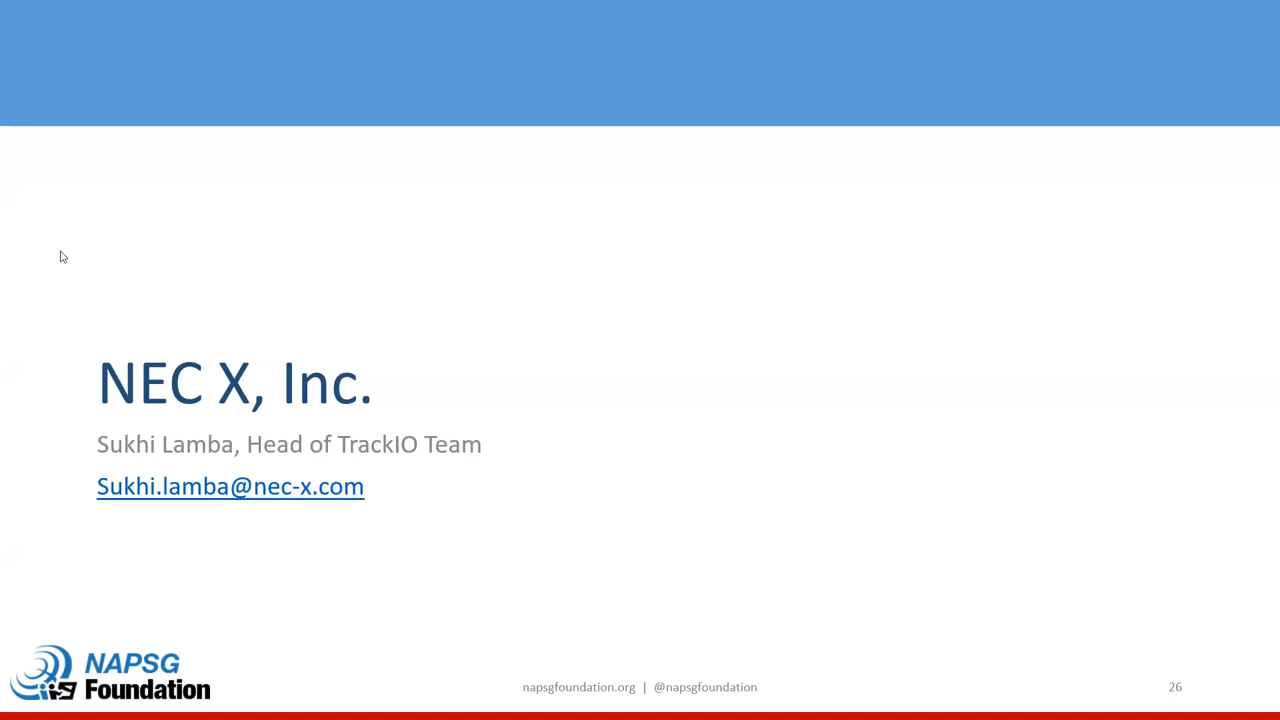 NEC X, Inc.
Sukhi Lamba, Head of TrackIO Team
Sukhi.lamba@nec-x.com
NAPSG
Foundation
napsgfoundation.org | @napsgfoundation
26